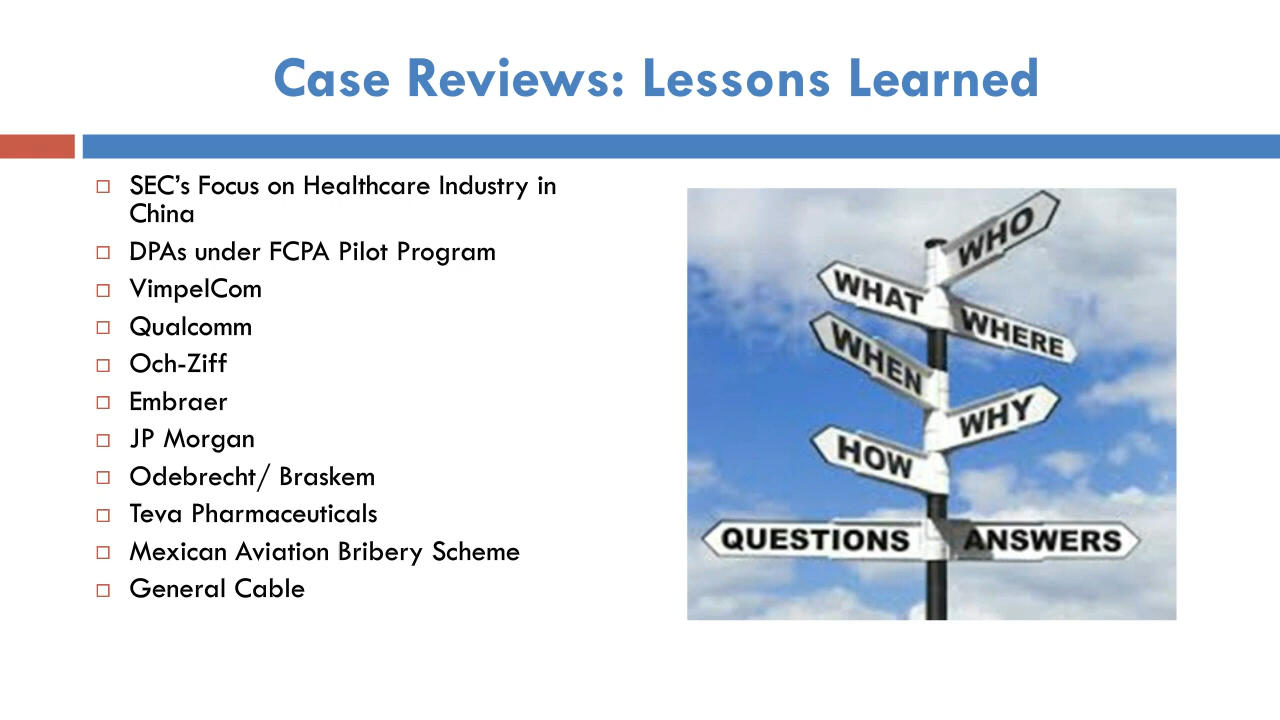 Case Reviews: Lessons Learned
SEC’s Focus on Healthcare Industry in
China
DPAs under FCPA Pilot Program
VimpelCom
Qualcomm
Och-Ziff
Embraer
JP Morgan
Odebrecht/ Braskem
Teva Pharmaceuticals
Mexican Aviation Bribery Scheme
General Cable
WHO
WHAT
WHERE
WHEN
WHY
HOW
QUESTIONS
ANSWERS